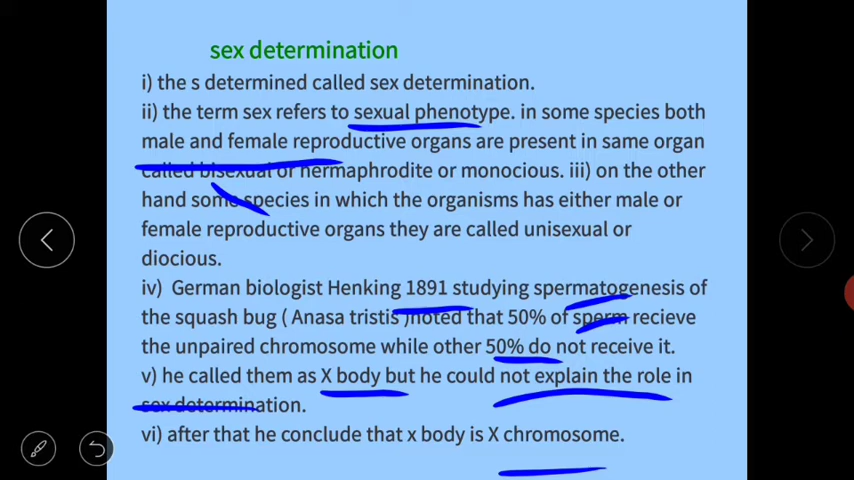 sex determination
i) the s determined called sex determination.
ii) the term sex refers to sexual phenotype. in some species both
male and female reproductive organs are present in same organ
called bisexual or hermaphrodite or monocious. iii) on the other
hand some species in which the organisms has either male or
female reproductive organs they are called unisexual or
diocious.
iv) German biologist Henking 1891 studying spermatogenesis of
the squash bug ( Anasa tristis )noted that 50% of sperm recieve
the unpaired chromosome while other 50% do not receive it.
v) he called them as X body but he could not explain the role in
sex determination.
vi) after that he conclude that x body is X chromosome.